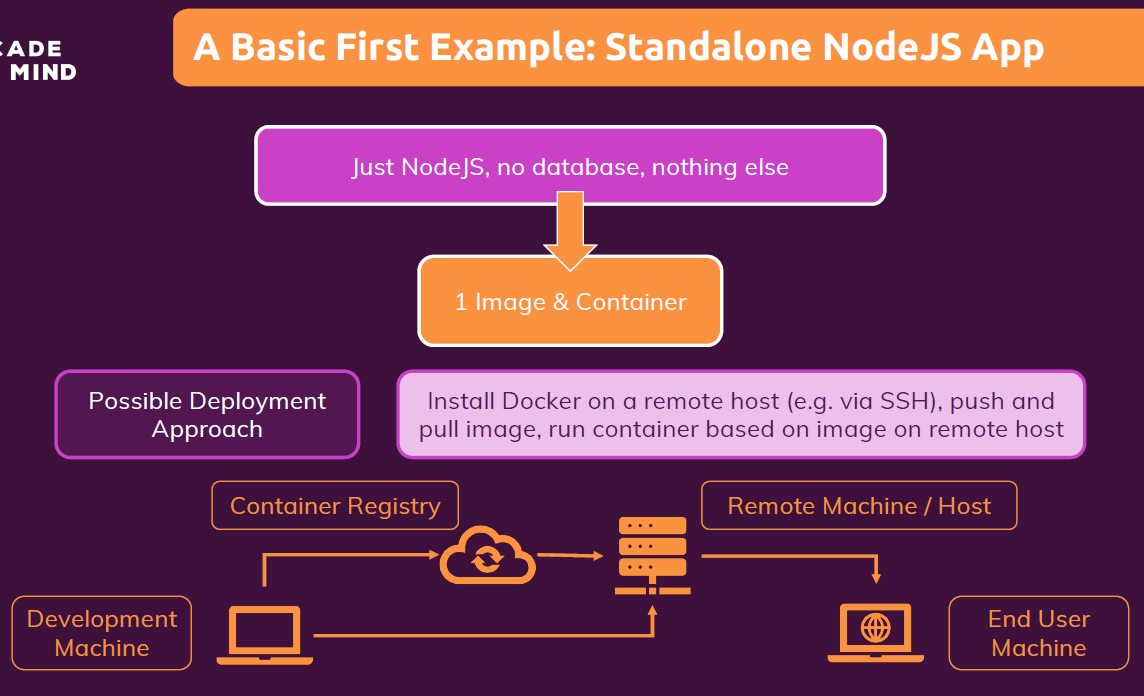 A Basic First Example: Standalone NodeJS App
CADE
MIND
Just NodeJS, no database, nothing else
1 Image & Container
Possible Deployment
Approach
Install Docker on a remote host (e.g. via SSH), push and
pull image, run container based on image on remote host
Container Registry
Remote Machine / Host
Development
Machine
End User
Machine